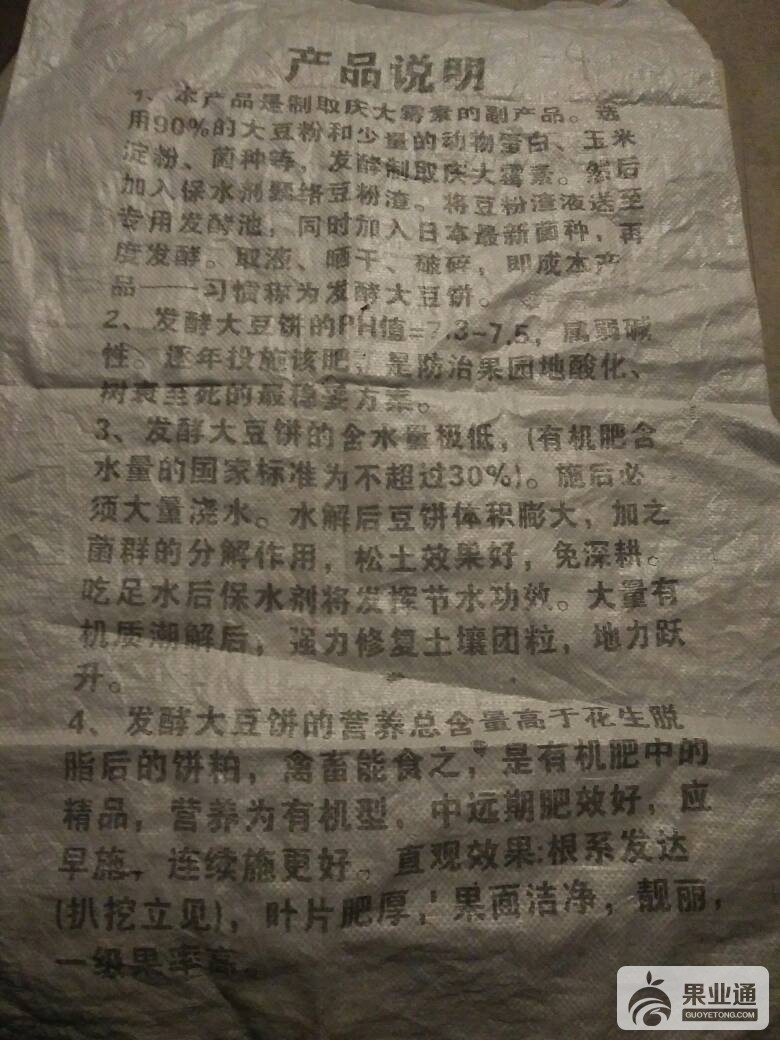 产品说明
1、本产品是制取庆大霉素的副产品。选
用90%的大豆粉和少量的动物蛋白、玉米
淀粉、菌种等，发酵制取庆大霉素。然后
加入保水剂颗络豆粉渣。将豆粉渣液送至
专用发酵池，同时加入日本最新菌种，再
度发酵。取液、晒干、破碎，即成本产
品——习惯称为发酵大豆饼。
2、发酵大豆饼的PH值=7.3-7.5，属弱碱
性。逐年投施该肥，是防治果园地酸化、
树衰至死的最稳妥方案。
3、发酵大豆饼的含水量极低，(有机肥含
水量的国家标准为不超过30%)。施后必
须大量浇水。水解后豆饼体积膨大，加之
菌群的分解作用，松土效果好，免深耕。
吃足水后保水剂将发挥节水功效。大量有
机质潮解后，强力修复土壤团粒，地力跃
升。
4、发酵大豆饼的营养总含量高于花生脱
脂后的饼粕，禽畜能食之，是有机肥中的
精品，营养为有机型，中远期肥效好，应
早施，连续施更好。直观效果:根系发达
(扒挖立见)，叶片肥厚，果面洁净，靓丽，
一级果率高。
果业通
GUOYETONG.COM